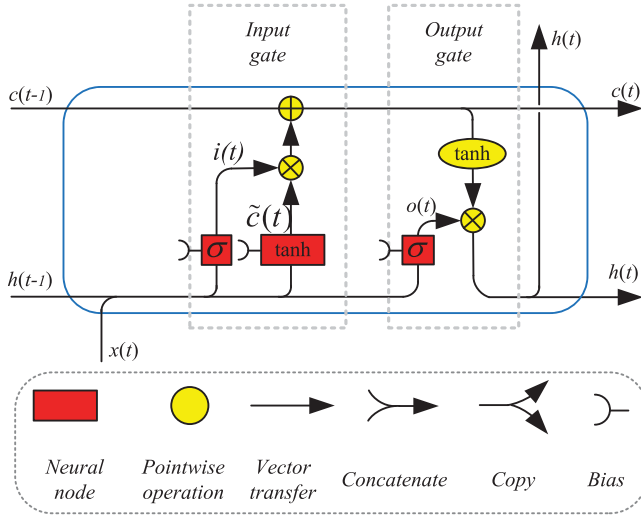 Input
gate
Output
gate
h(t)
c(t-1)
c(t)
i(t)
tanh
c̃(t)
o(t)
σ
tanh
σ
h(t-1)
h(t)
x(t)
Neural
node
Pointwise
operation
Vector
transfer
Concatenate
Copy
Bias